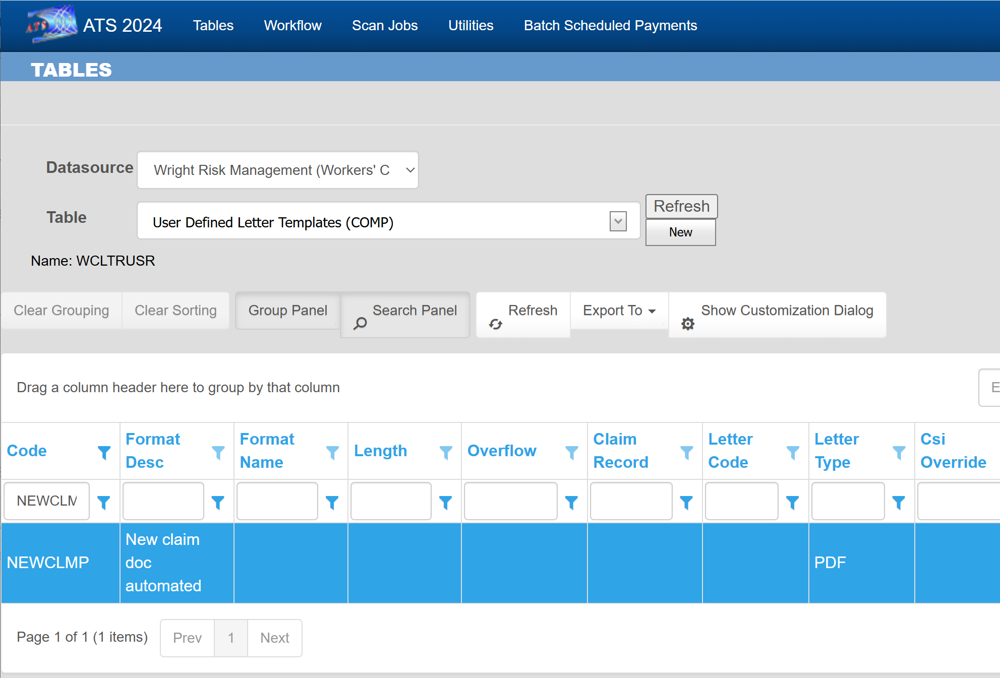 ATS
ATS 2024
Tables
Workflow
Scan Jobs
Utilities
Batch Scheduled Payments
TABLES
Datasource
Wright Risk Management (Workers' C
Table
User Defined Letter Templates (COMP)
Refresh
New
Name: WCLTRUSR
Clear Grouping
Clear Sorting
Group Panel
Search Panel
Refresh
Export To
Show Customization Dialog
Drag a column header here to group by that column
E
Code
Format
Desc
Format
Name
Length
Overflow
Claim
Record
Letter
Code
Letter
Type
Csi
Override
NEWCLM
NEWCLMP
New claim
doc
automated
PDF
Page 1 of 1 (1 items)
Prev
1
Next